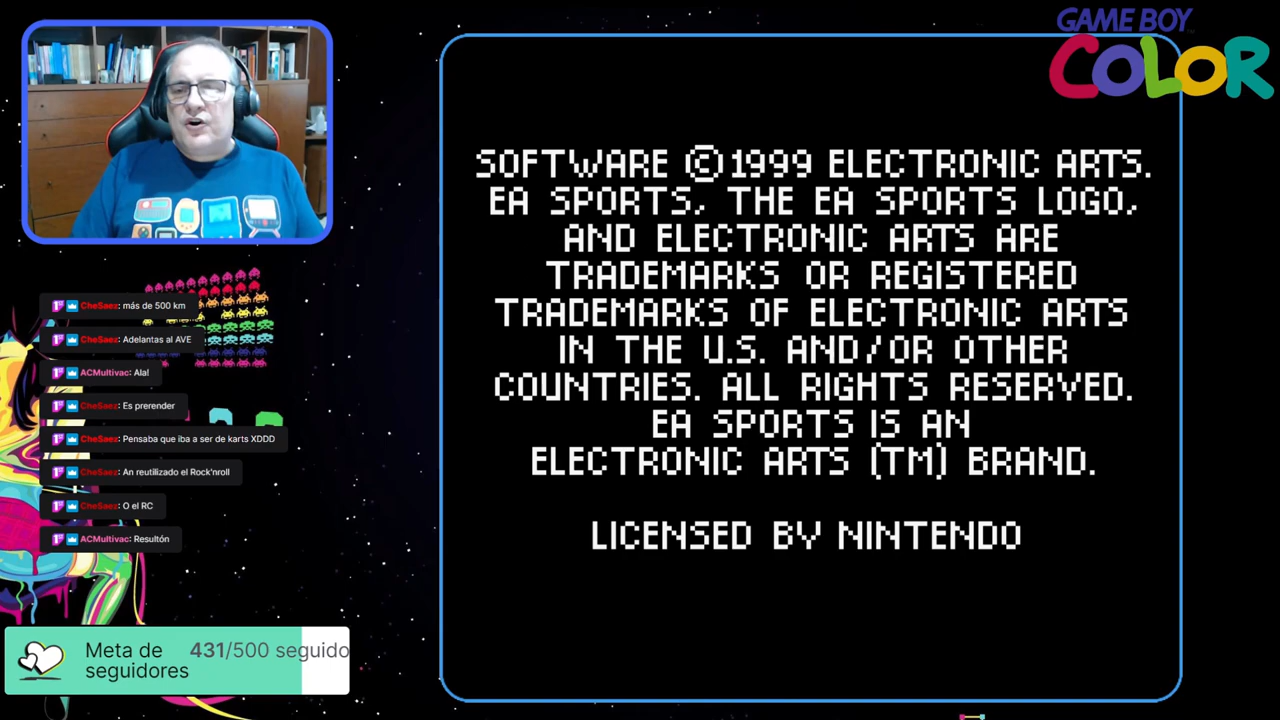 GAME BOY
COLOR
SOFTWARE ©1999 ELECTRONIC ARTS.
EA SPORTS, THE EA SPORTS LOGO,
AND ELECTRONIC ARTS ARE
TRADEMARKS OR REGISTERED
TRADEMARKS OF ELECTRONIC ARTS
IN THE U.S. AND/OR OTHER
COUNTRIES. ALL RIGHTS RESERVED.
EA SPORTS IS AN
ELECTRONIC ARTS (TM) BRAND.
LICENSED BY NINTENDO
CheSaez: más de 500 km
CheSaez: Adelantas al AVE
ACMultivac: Ala!
CheSaez: Es prerender
CheSaez: Pensaba que iba a ser de karts XDDD
CheSaez: An reutilizado el Rock'nroll
CheSaez: O el RC
ACMultivac: Resultón
Meta de seguidores
431/500 seguido